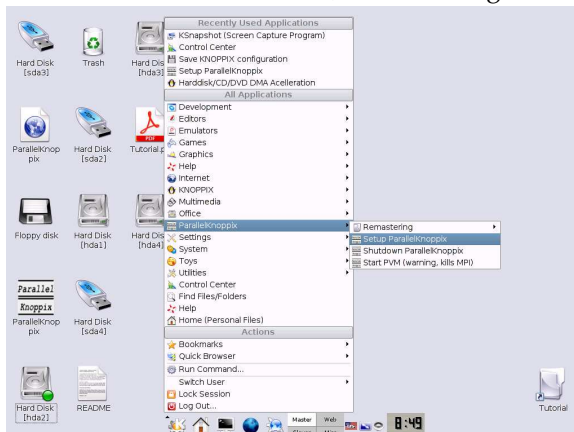 Hard Disk
[sda3]
Trash
Hard Dis
[hda3]
ParallelKnop
pix
Hard Disk
[sda2]
PDF
Tutorial.p
Floppy disk
Hard Disk
[hda1]
Hard Dis
[hda4]
Parallel
Knoppix
ParallelKnop
pix
Hard Disk
[sda4]
Hard Disk
[hda2]
README
Recently Used Applications
KSnapshot (Screen Capture Program)
Control Center
Save KNOPPIX configuration
Setup ParallelKnoppix
Harddisk/CD/DVD DMA Acelleration
All Applications
Development
Editors
Emulators
Games
Graphics
Help
Internet
KNOPPIX
Multimedia
Office
ParallelKnoppix
Settings
System
Toys
Utilities
Control Center
Find Files/Folders
Help
Home (Personal Files)
Actions
Bookmarks
Quick Browser
Run Command...
Switch User
Lock Session
Log Out...
Remastering
Setup ParallelKnoppix
Shutdown ParallelKnoppix
Start PVM (warning, kills MPI)
Tutorial
Master
Web
8:49